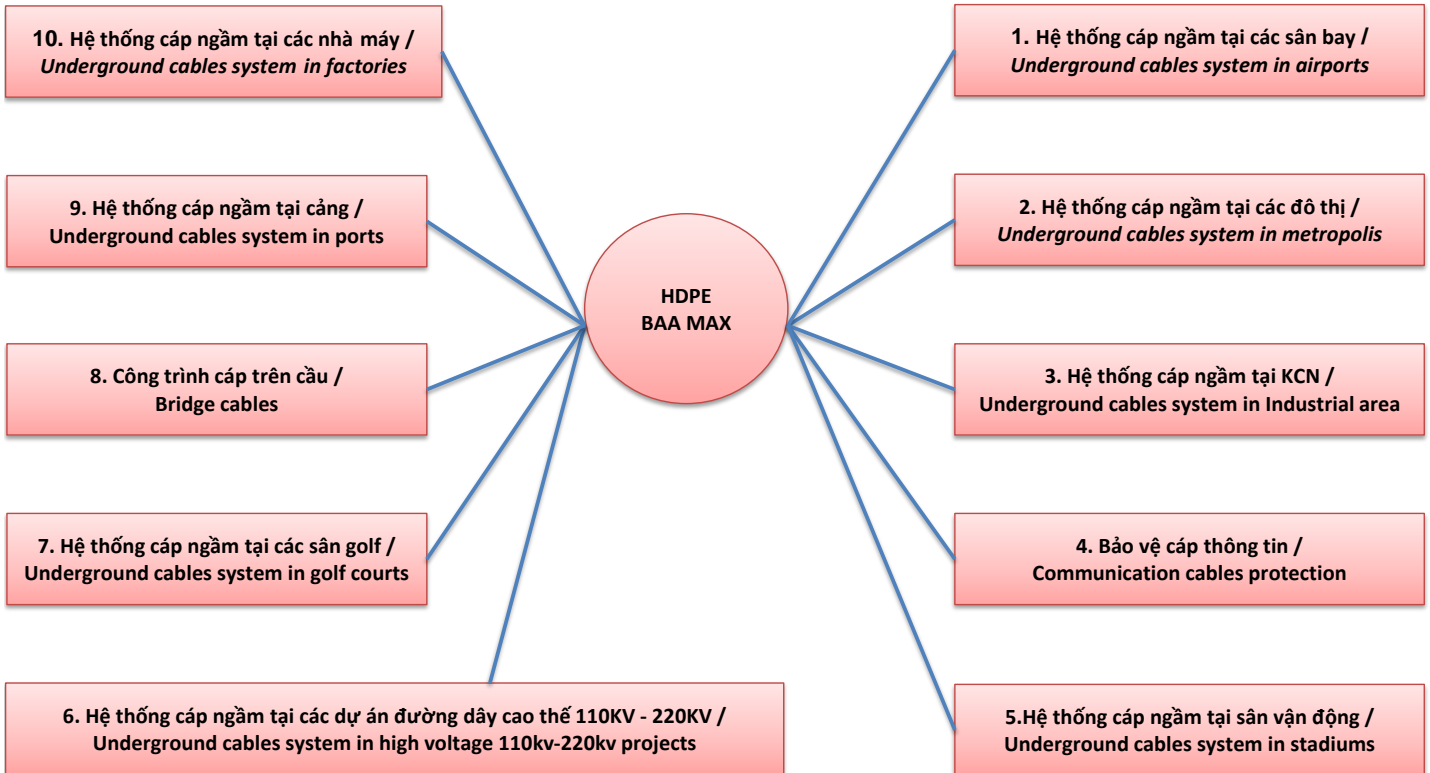 10. Hệ thống cáp ngầm tại các nhà máy /
Underground cables system in factories
1. Hệ thống cáp ngầm tại các sân bay /
Underground cables system in airports
9. Hệ thống cáp ngầm tại cảng /
Underground cables system in ports
2. Hệ thống cáp ngầm tại các đô thị /
Underground cables system in metropolis
HDPE
BAA MAX
8. Công trình cáp trên cầu /
Bridge cables
3. Hệ thống cáp ngầm tại KCN /
Underground cables system in Industrial area
7. Hệ thống cáp ngầm tại các sân golf /
Underground cables system in golf courts
4. Bảo vệ cáp thông tin /
Communication cables protection
6. Hệ thống cáp ngầm tại các dự án đường dây cao thế 110KV - 220KV /
Underground cables system in high voltage 110kv-220kv projects
5.Hệ thống cáp ngầm tại sân vận động /
Underground cables system in stadiums